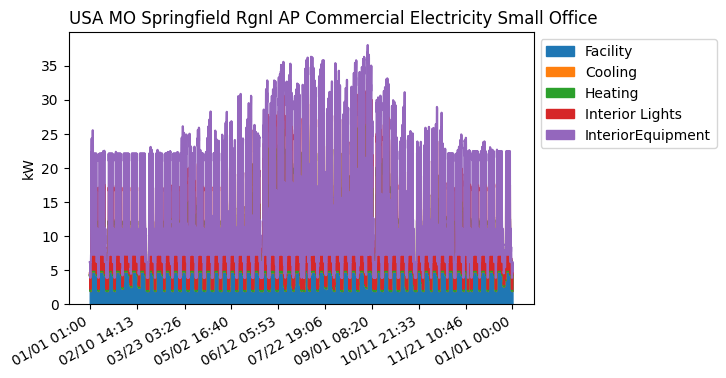 USA MO Springfield Rgnl AP Commercial Electricity Small Office
Facility
Cooling
Heating
Interior Lights
InteriorEquipment
kW
35
30
25
20
15
10
5
0
01/01 01:00
02/10 14:13
03/23 03:26
05/02 16:40
06/12 05:53
07/22 19:06
09/01 08:20
10/11 21:33
11/21 10:46
01/01 00:00